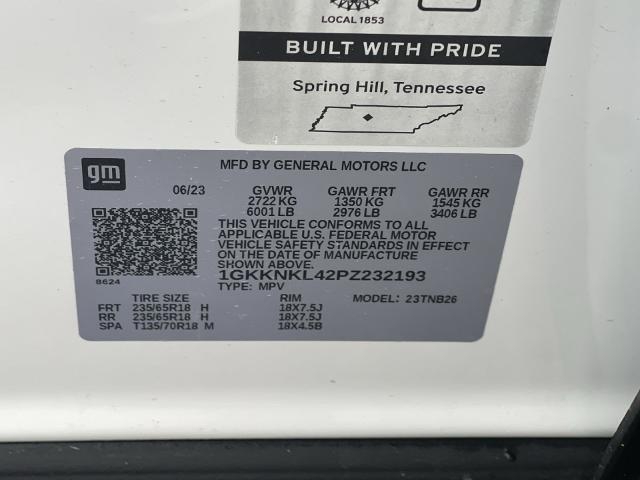 LOCAL 1853
BUILT WITH PRIDE
Spring Hill, Tennessee
gm
MFD BY GENERAL MOTORS LLC
06/23 GVWR GAWR FRT GAWR RR
2722 KG 1350 KG 1545 KG
6001 LB 2976 LB 3406 LB
THIS VEHICLE CONFORMS TO ALL
APPLICABLE U.S. FEDERAL MOTOR
VEHICLE SAFETY STANDARDS IN EFFECT
ON THE DATE OF MANUFACTURE
1GKKNKL42PZ232193
8624
TYPE: MPV
TIRE SIZE RIM MODEL: 23TNB26
FRT 235/65R18 H 18X7.5J
RR 235/65R18 H 18X7.5J
SPA T135/70R18 M 18X4.5B